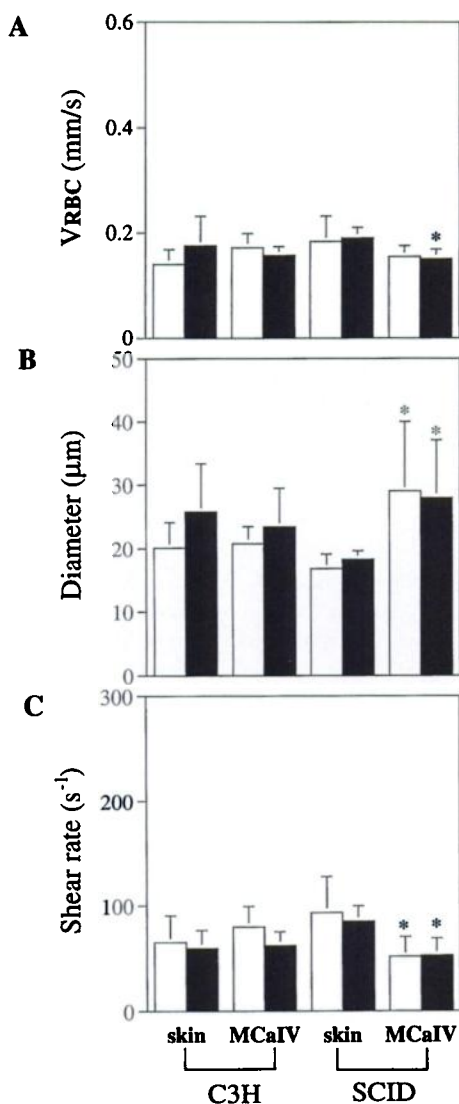 A
VRBC (mm/s)
0.6
0.4
0.2
0
*
B
Diameter (μm)
50
40
30
20
10
0
* *
C
Shear rate (s⁻¹)
300
200
100
0
* *
skin MCaIV skin MCaIV
C3H SCID